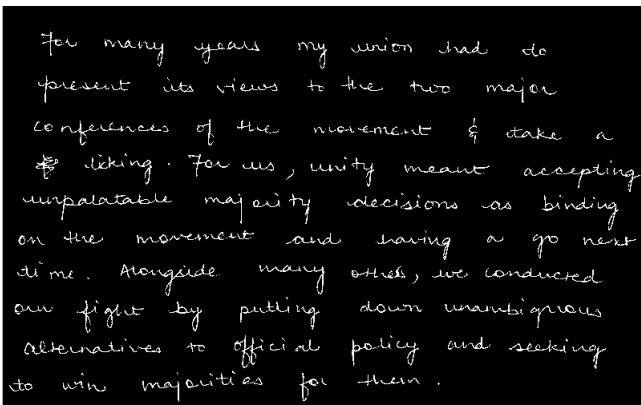 For many years my union had to
present its views to the two major
conferences of the movement & take a
liking. For us, unity meant accepting
unpalatable majority decisions as binding
on the movement and having a go next
time. Alongside many others, we conducted
our fight by putting down unambiguous
alternatives to official policy and seeking
to win majorities for them.